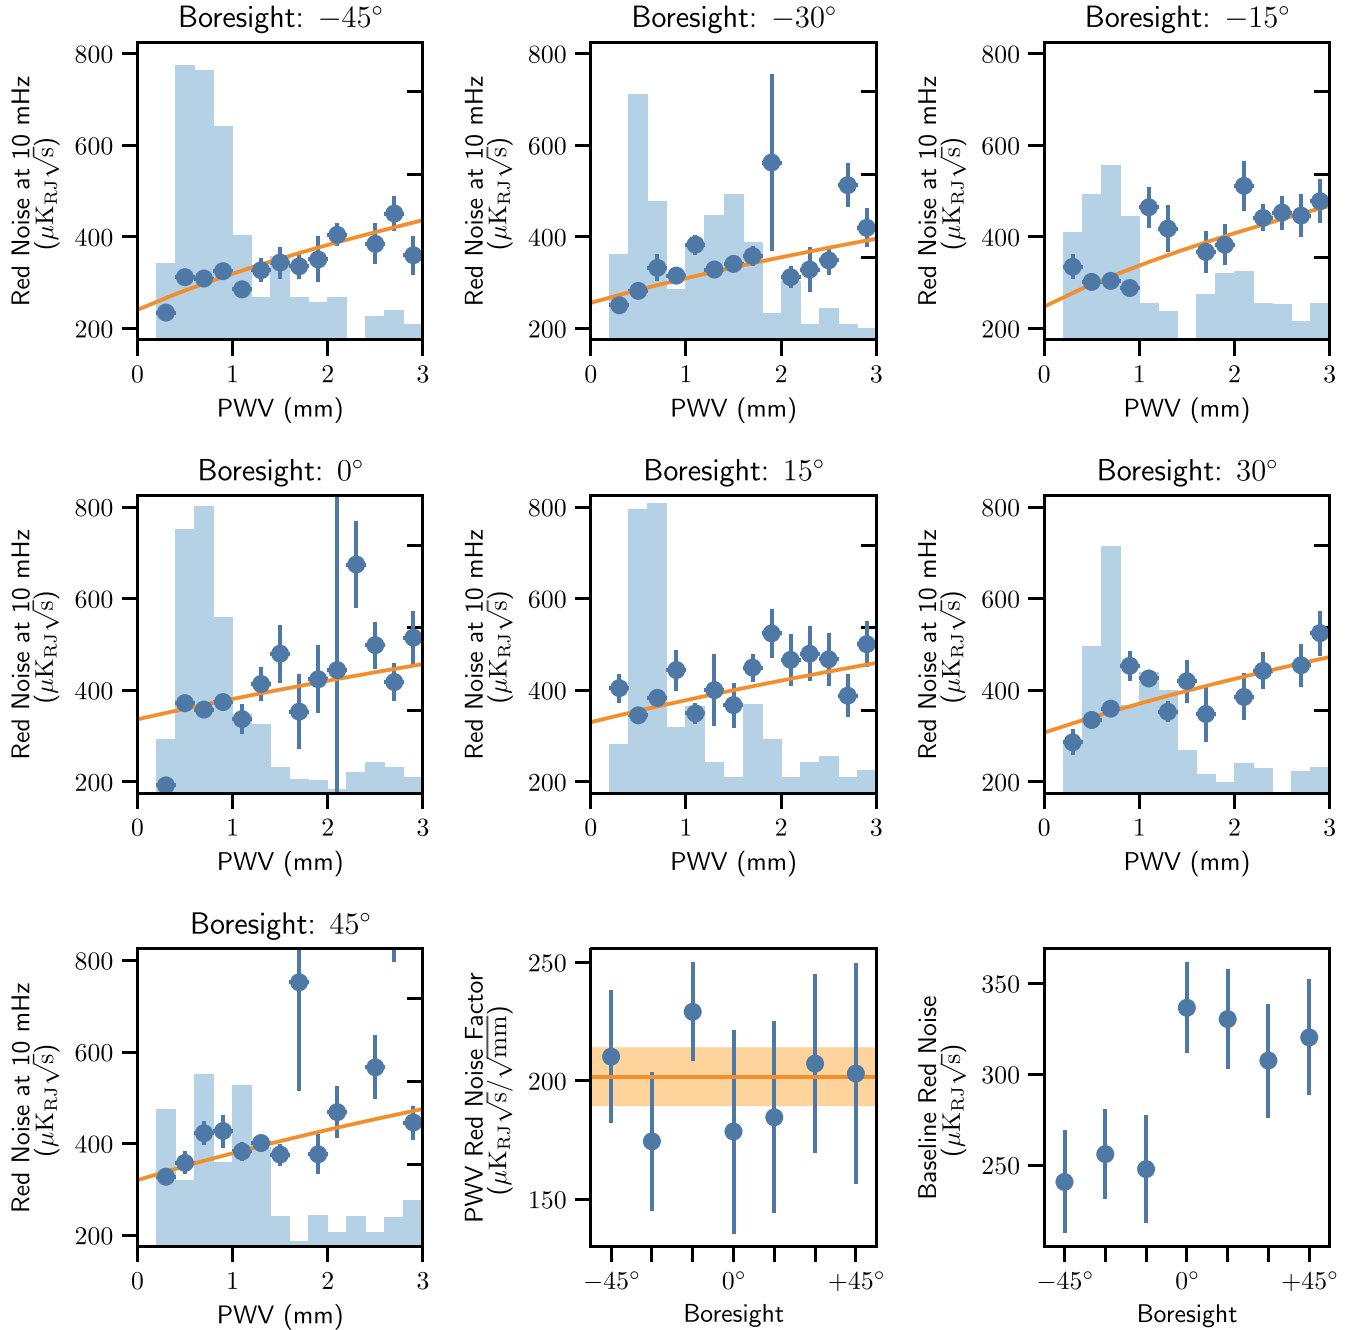 Boresight: −45°
Boresight: −30°
Boresight: −15°
Red Noise at 10 mHz
(μK_RJ√s)
800
600
400
200
0 1 2 3
PWV (mm)
Red Noise at 10 mHz
(μK_RJ√s)
800
600
400
200
0 1 2 3
PWV (mm)
Red Noise at 10 mHz
(μK_RJ√s)
800
600
400
200
0 1 2 3
PWV (mm)
Boresight: 0°
Boresight: 15°
Boresight: 30°
Red Noise at 10 mHz
(μK_RJ√s)
800
600
400
200
0 1 2 3
PWV (mm)
Red Noise at 10 mHz
(μK_RJ√s)
800
600
400
200
0 1 2 3
PWV (mm)
Red Noise at 10 mHz
(μK_RJ√s)
800
600
400
200
0 1 2 3
PWV (mm)
Boresight: 45°
Red Noise at 10 mHz
(μK_RJ√s)
800
600
400
200
0 1 2 3
PWV (mm)
PWV Red Noise Factor
(μK_RJ√s/√mm)
250
200
150
−45° 0° +45°
Boresight
Baseline Red Noise
(μK_RJ√s)
350
300
250
−45° 0° +45°
Boresight